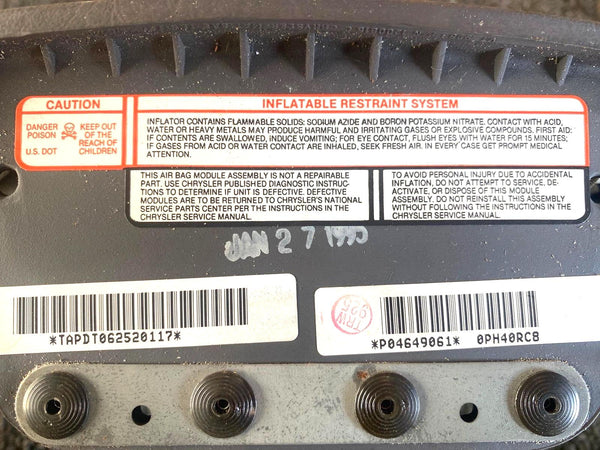 CAUTION
DANGER
POISON
KEEP OUT
OF THE
REACH OF
CHILDREN
U.S. DOT
INFLATABLE RESTRAINT SYSTEM
INFLATOR CONTAINS FLAMMABLE SOLIDS: SODIUM AZIDE AND BORON POTASSIUM NITRATE. CONTACT WITH ACID,
WATER OR HEAVY METALS MAY PRODUCE HARMFUL AND IRRITATING GASES OR EXPLOSIVE COMPOUNDS. FIRST AID:
IF CONTENTS ARE SWALLOWED, INDUCE VOMITING; FOR EYE CONTACT, FLUSH EYES WITH WATER FOR 15 MINUTES;
IF GASES FROM ACID OR WATER CONTACT ARE INHALED, SEEK FRESH AIR. IN EVERY CASE GET PROMPT MEDICAL
ATTENTION.
THIS AIR BAG MODULE ASSEMBLY IS NOT A REPAIRABLE
PART. USE CHRYSLER PUBLISHED DIAGNOSTIC INSTRUC-
TIONS TO DETERMINE IF UNIT IS DEFECTIVE. DEFECTIVE
MODULES ARE TO BE RETURNED TO CHRYSLER'S NATIONAL
SERVICE PARTS CENTER PER THE INSTRUCTIONS IN THE
CHRYSLER SERVICE MANUAL.
TO AVOID PERSONAL INJURY DUE TO ACCIDENTAL
INFLATION, DO NOT ATTEMPT TO SERVICE, DE-
ACTIVATE, OR DISPOSE OF THIS MODULE
ASSEMBLY. DO NOT REINSTALL THIS ASSEMBLY
WITHOUT FOLLOWING THE INSTRUCTIONS IN THE
CHRYSLER SERVICE MANUAL.
JAN 27 1995
*TAPDT062520117*
TRW
*P04649061* 0PH40RCB